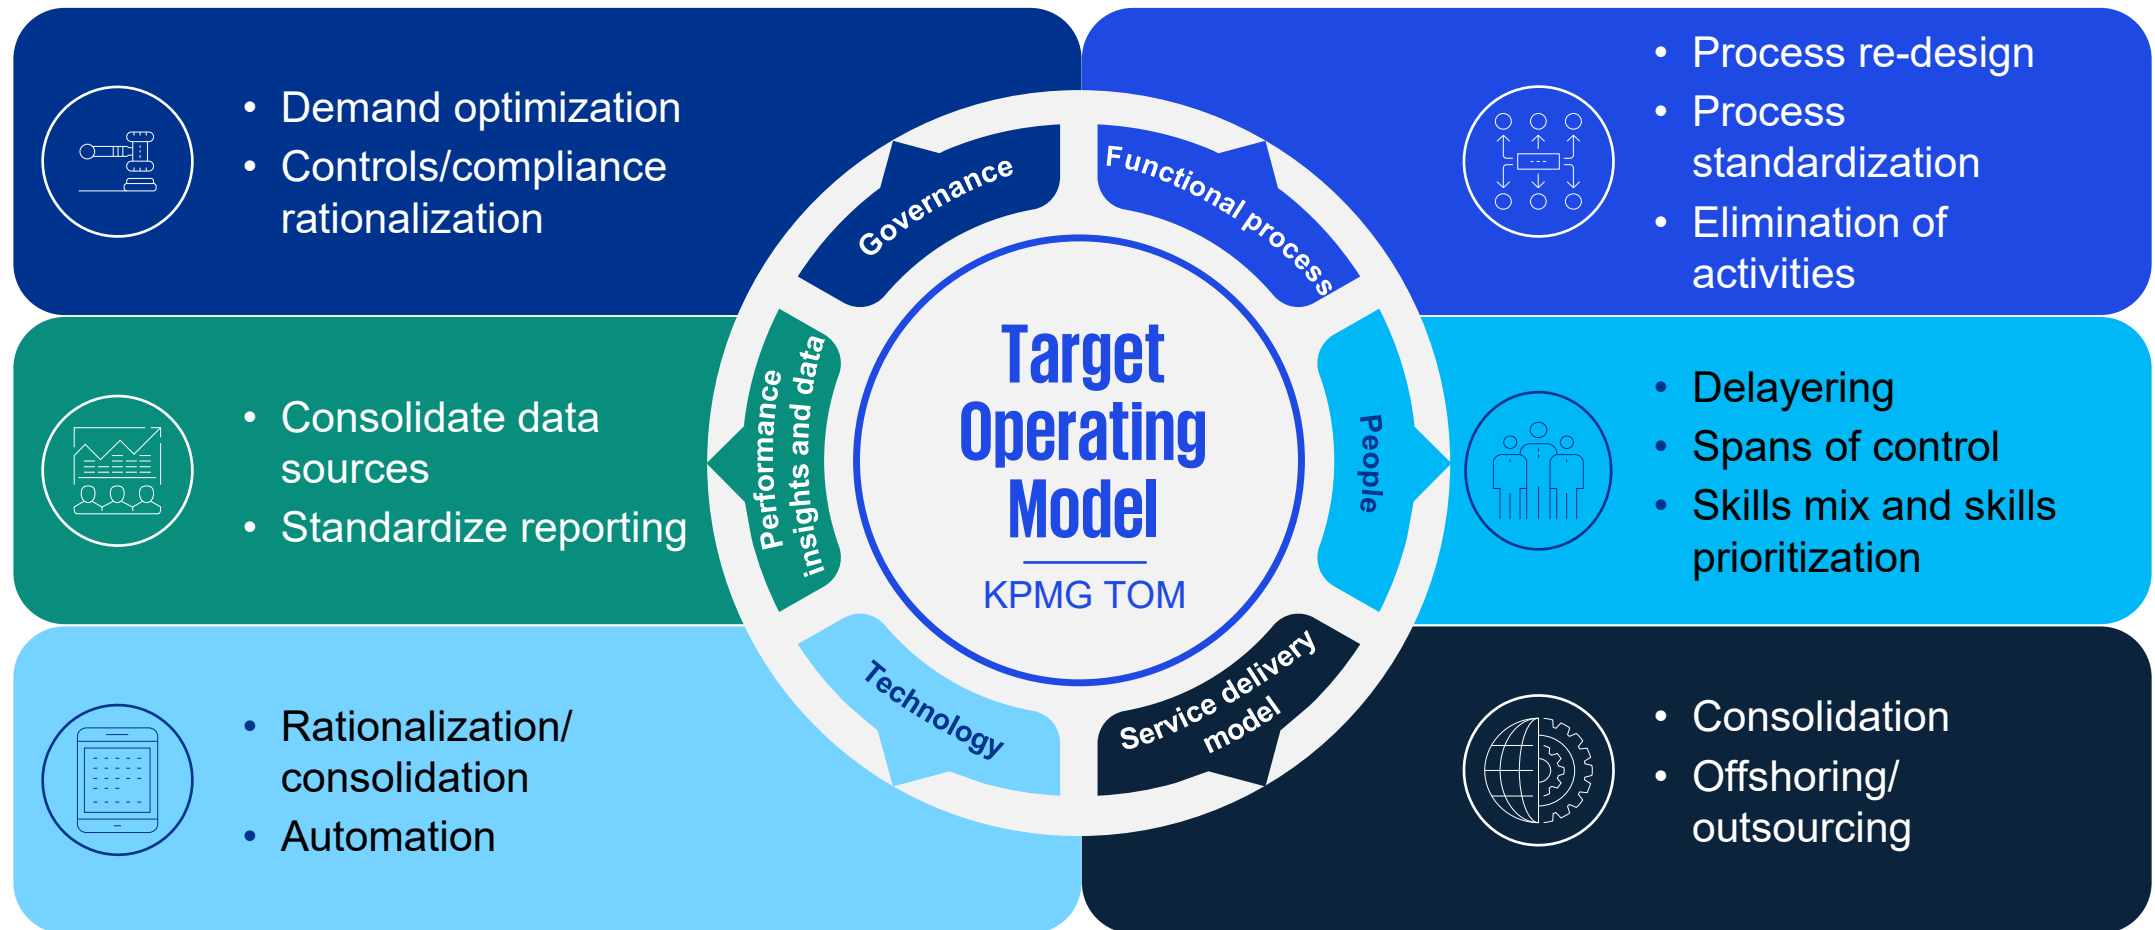 • Demand optimization
• Controls/compliance
rationalization
Governance
Functional process
• Process re-design
• Process
standardization
• Elimination of
activities
• Consolidate data
sources
• Standardize reporting
Performance
insights and data
Target
Operating
Model
KPMG TOM
People
• Delayering
• Spans of control
• Skills mix and skills
prioritization
• Rationalization/
consolidation
• Automation
Technology
Service delivery
model
• Consolidation
• Offshoring/
outsourcing